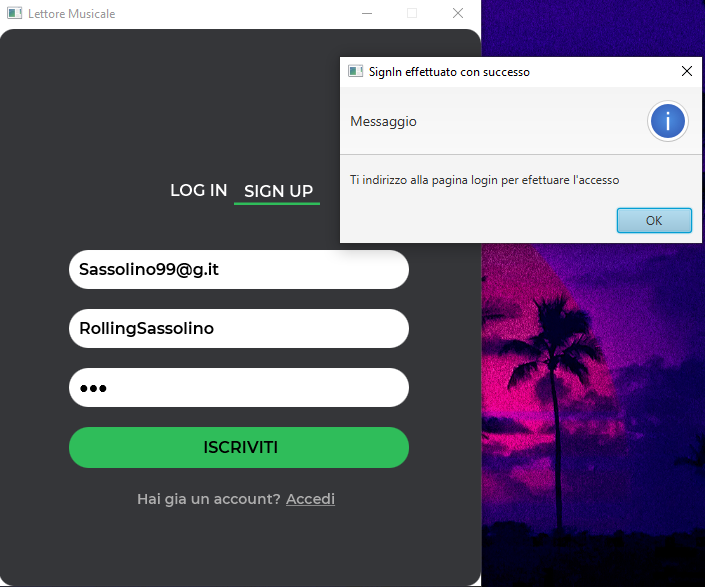 Lettore Musicale
SignIn effettuato con successo
Messaggio
Ti indirizzo alla pagina login per efettuare l'accesso
OK
LOG IN SIGN UP
Sassolino99@g.it
RollingSassolino
ISCRIVITI
Hai gia un account? Accedi